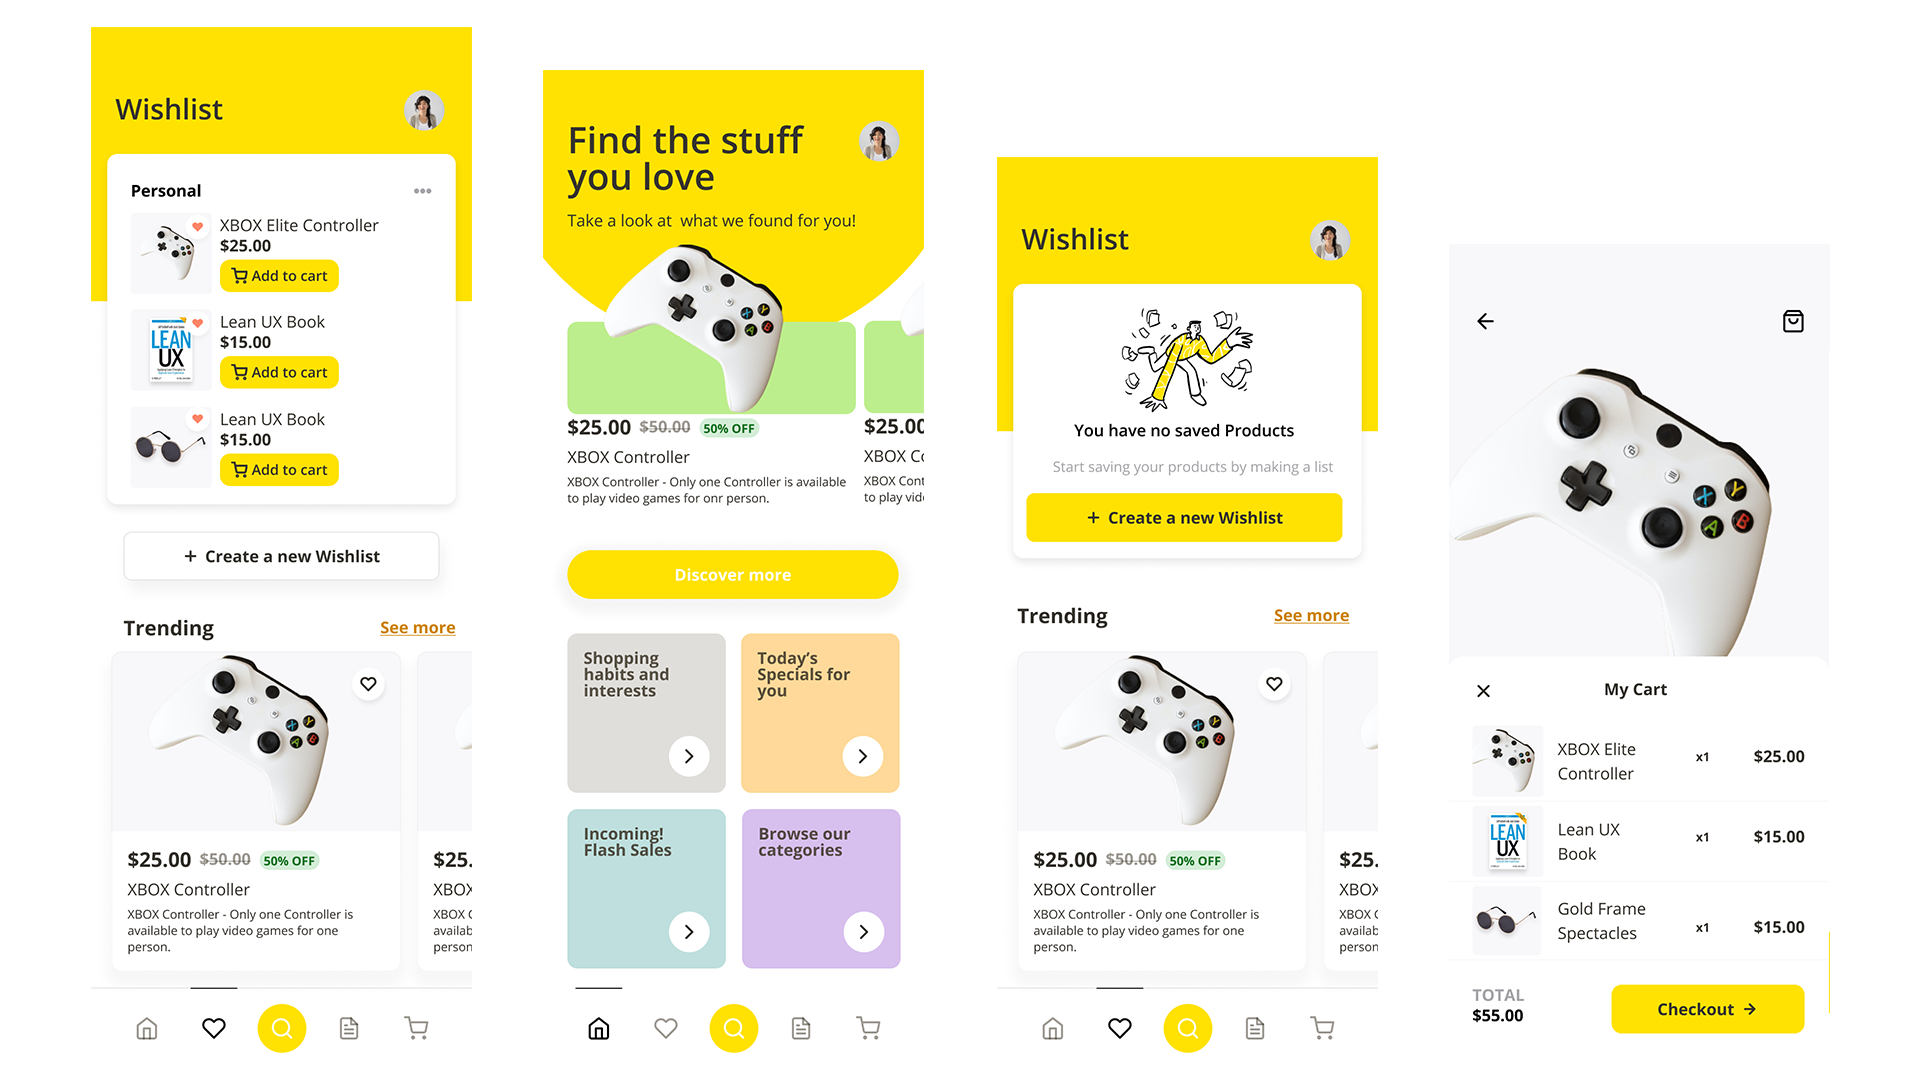 Wishlist
Personal
XBOX Elite Controller
$25.00
Add to cart
LEAN
UX
Lean UX Book
$15.00
Add to cart
Lean UX Book
$15.00
Add to cart
+ Create a new Wishlist
Trending
See more
$25.00 $50.00 50% OFF
XBOX Controller
XBOX Controller - Only one Controller is
available to play video games for one
person.
$25.
XBOX
XBOX C
availab
person
Find the stuff
you love
Take a look at what we found for you!
X Y
A B
$25.00 $50.00 50% OFF
XBOX Controller
XBOX Controller - Only one Controller is available
to play video games for onr person.
$25.00
XBOX Co
XBOX Cont
to play vide
Discover more
Shopping
habits and
interests
Today's
Specials for
you
Incoming!
Flash Sales
Browse our
categories
Wishlist
You have no saved Products
Start saving your products by making a list
+ Create a new Wishlist
Trending
See more
X Y
A B
$25.00 $50.00 50% OFF
XBOX Controller
XBOX Controller - Only one Controller is
available to play video games for one
person.
$25.
XBOX
XBOX C
availab
person
X Y
A B
My Cart
XBOX Elite
Controller
x1
$25.00
LEAN
UX
Lean UX
Book
x1
$15.00
Gold Frame
Spectacles
x1
$15.00
TOTAL
$55.00
Checkout